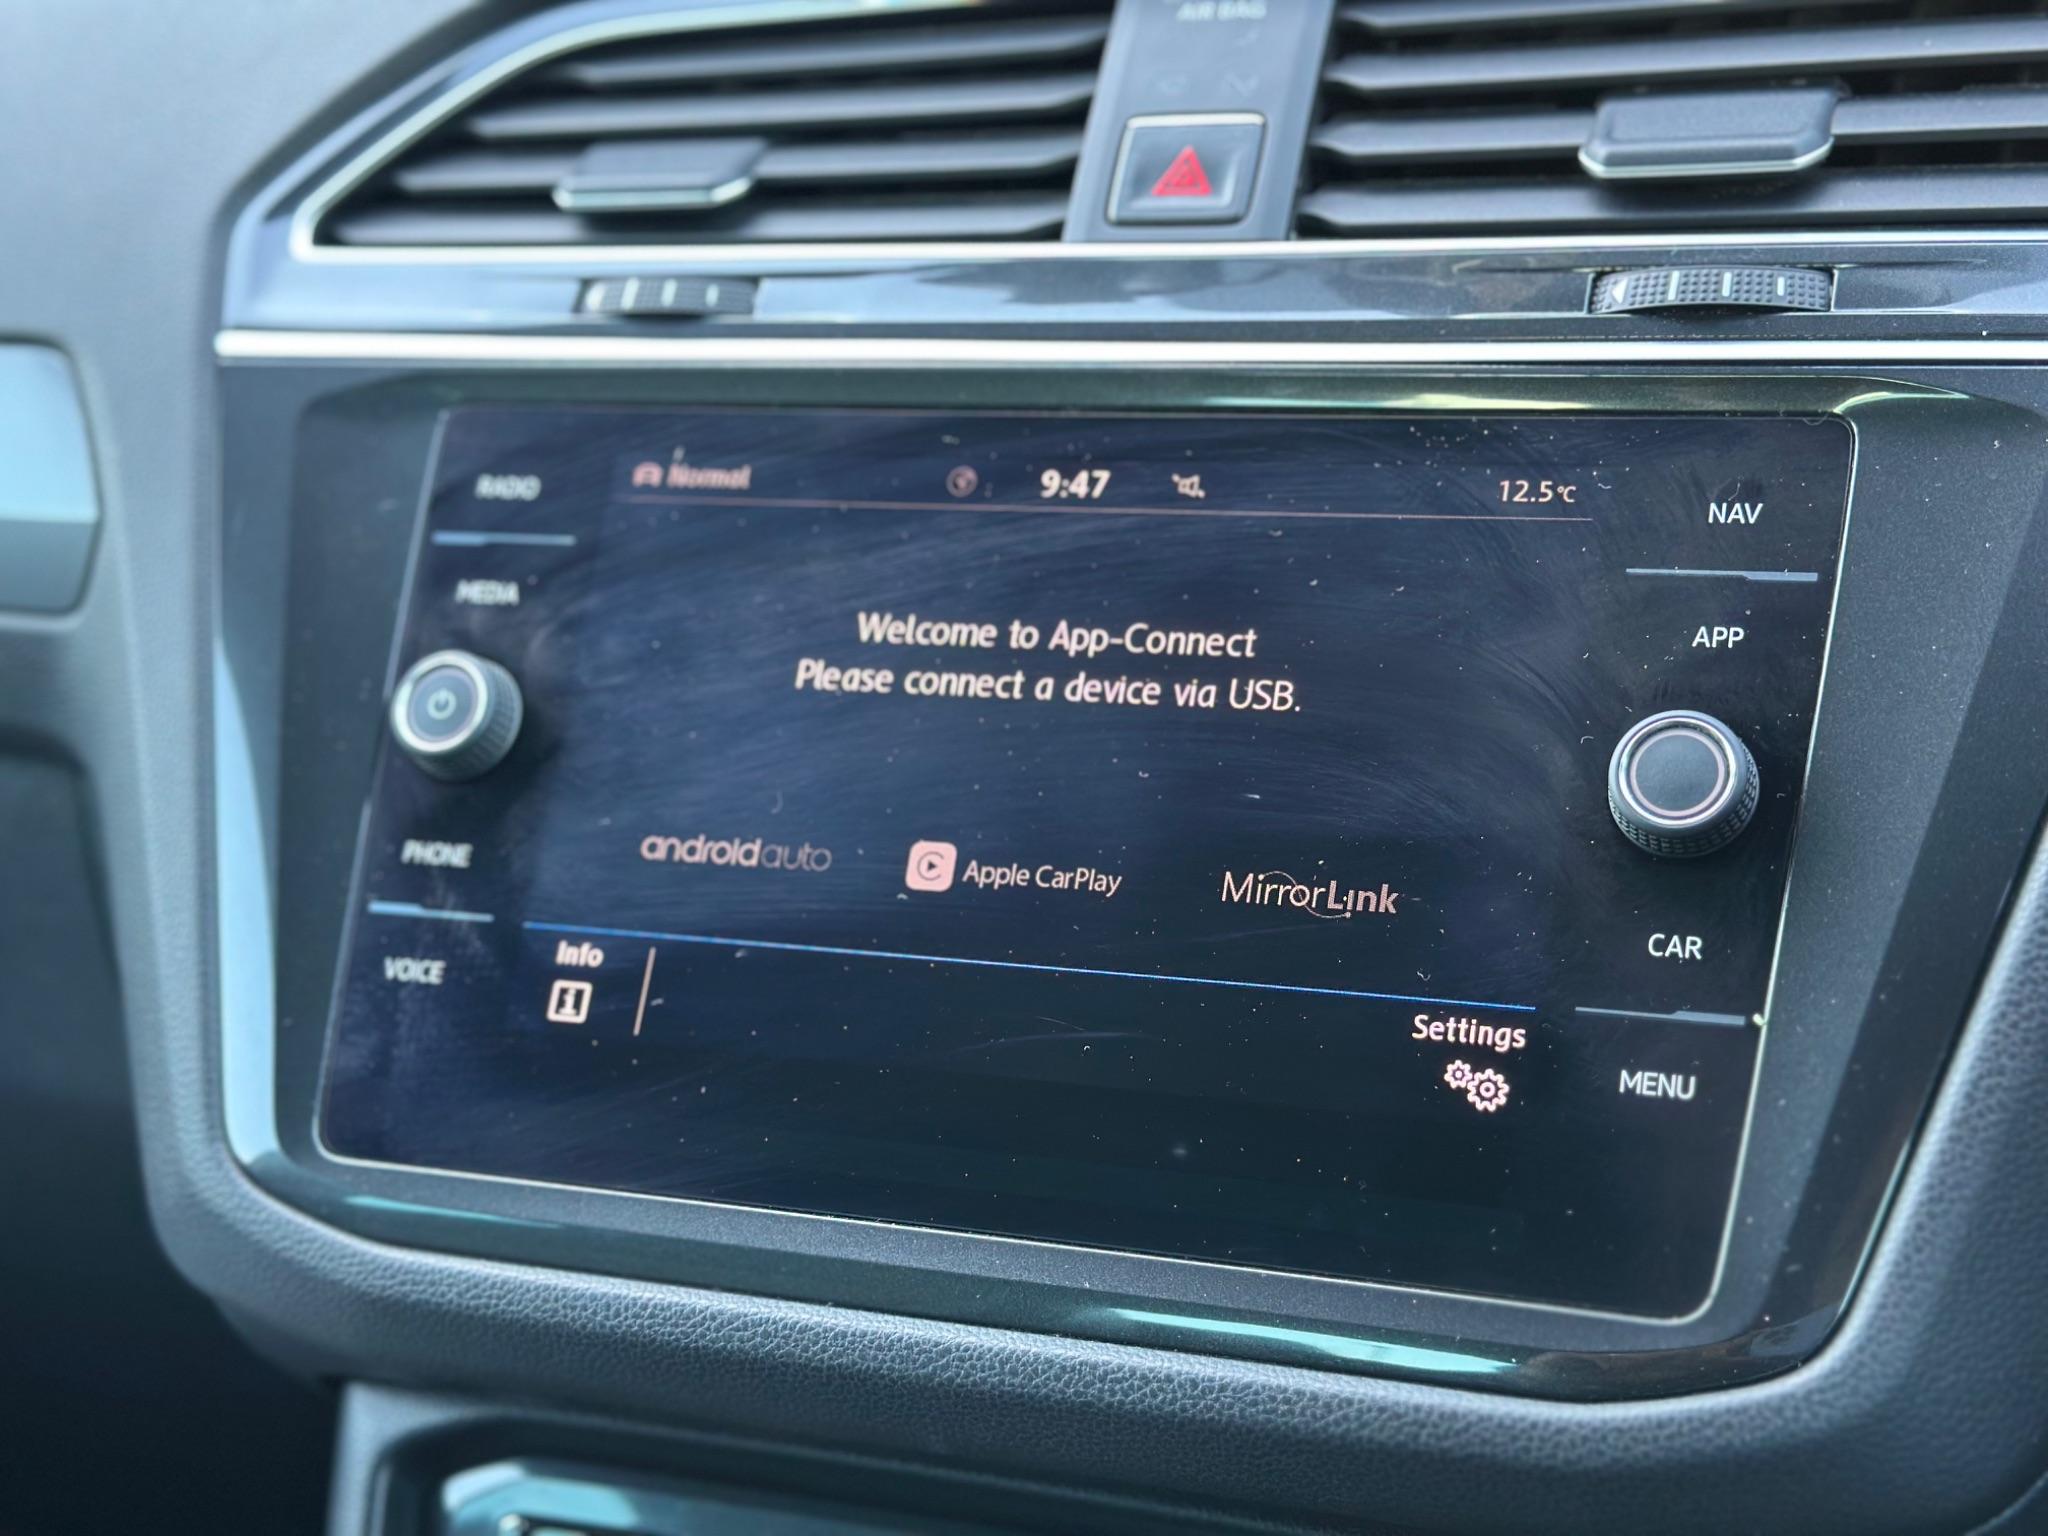 AIR BAG
RADIO
MEDIA
PHONE
VOICE
Normal
9:47
12.5°C
Welcome to App-Connect
Please connect a device via USB.
androidauto
Apple CarPlay
MirrorLink
Info
i
Settings
NAV
APP
CAR
MENU